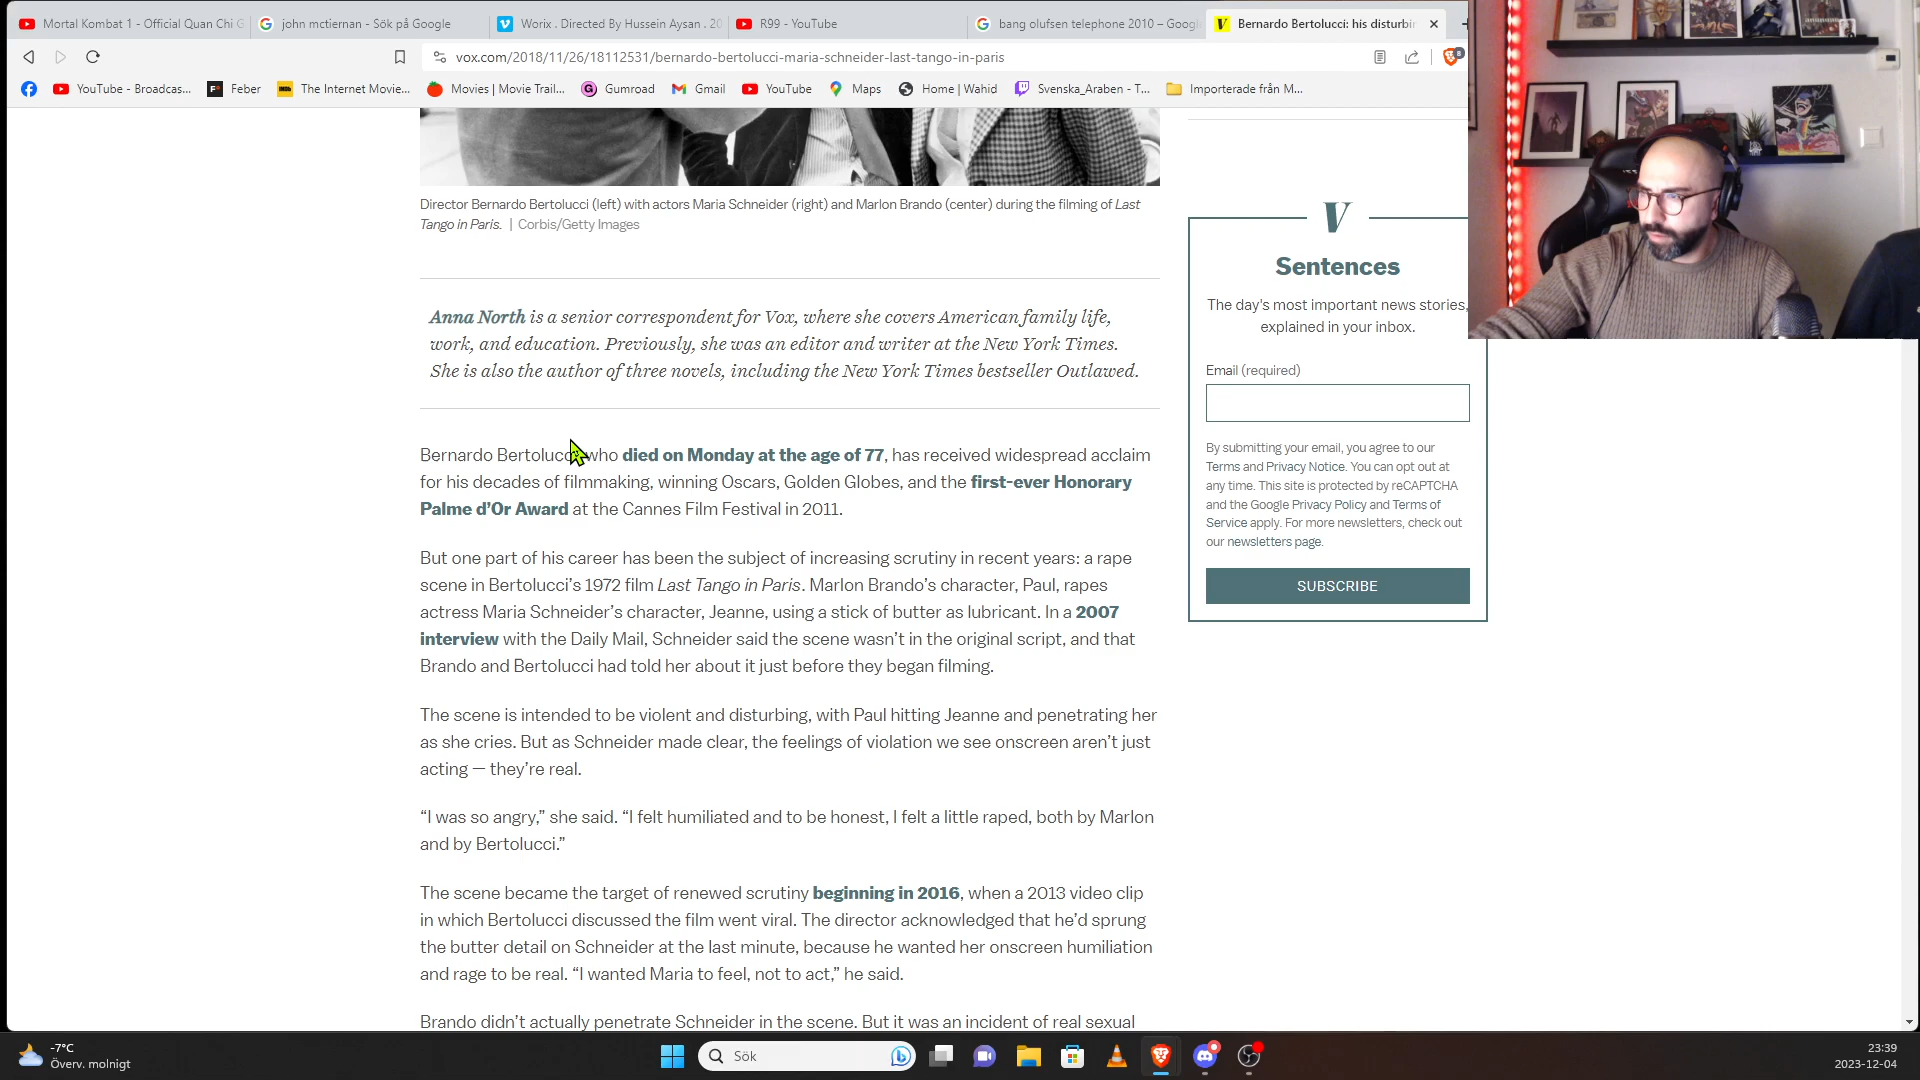 Mortal Kombat 1 - Official Quan Chi G
john mctiernan - Sök på Google
Worix . Directed By Hussein Aysan . 20
R99 - YouTube
bang olufsen telephone 2010 – Googl
Bernardo Bertolucci: his disturbin
vox.com/2018/11/26/18112531/bernardo-bertolucci-maria-schneider-last-tango-in-paris
YouTube - Broadcas...
Feber
The Internet Movie...
Movies | Movie Trail...
Gumroad
Gmail
YouTube
Maps
Home | Wahid
Svenska_Araben - T...
Importerade från M...
Director Bernardo Bertolucci (left) with actors Maria Schneider (right) and Marlon Brando (center) during the filming of Last
Tango in Paris. | Corbis/Getty Images
Anna North is a senior correspondent for Vox, where she covers American family life,
work, and education. Previously, she was an editor and writer at the New York Times.
She is also the author of three novels, including the New York Times bestseller Outlawed.
Bernardo Bertolucci, who died on Monday at the age of 77, has received widespread acclaim
for his decades of filmmaking, winning Oscars, Golden Globes, and the first-ever Honorary
Palme d’Or Award at the Cannes Film Festival in 2011.
But one part of his career has been the subject of increasing scrutiny in recent years: a rape
scene in Bertolucci’s 1972 film Last Tango in Paris. Marlon Brando’s character, Paul, rapes
actress Maria Schneider’s character, Jeanne, using a stick of butter as lubricant. In a 2007
interview with the Daily Mail, Schneider said the scene wasn’t in the original script, and that
Brando and Bertolucci had told her about it just before they began filming.
The scene is intended to be violent and disturbing, with Paul hitting Jeanne and penetrating her
as she cries. But as Schneider made clear, the feelings of violation we see onscreen aren’t just
acting — they’re real.
“I was so angry,” she said. “I felt humiliated and to be honest, I felt a little raped, both by Marlon
and by Bertolucci.”
The scene became the target of renewed scrutiny beginning in 2016, when a 2013 video clip
in which Bertolucci discussed the film went viral. The director acknowledged that he’d sprung
the butter detail on Schneider at the last minute, because he wanted her onscreen humiliation
and rage to be real. “I wanted Maria to feel, not to act,” he said.
Brando didn’t actually penetrate Schneider in the scene. But it was an incident of real sexual
V
Sentences
The day's most important news stories,
explained in your inbox.
Email (required)
By submitting your email, you agree to our
Terms and Privacy Notice. You can opt out at
any time. This site is protected by reCAPTCHA
and the Google Privacy Policy and Terms of
Service apply. For more newsletters, check out
our newsletters page.
SUBSCRIBE
-7°C
Överv. molnigt
Sök
23:39
2023-12-04